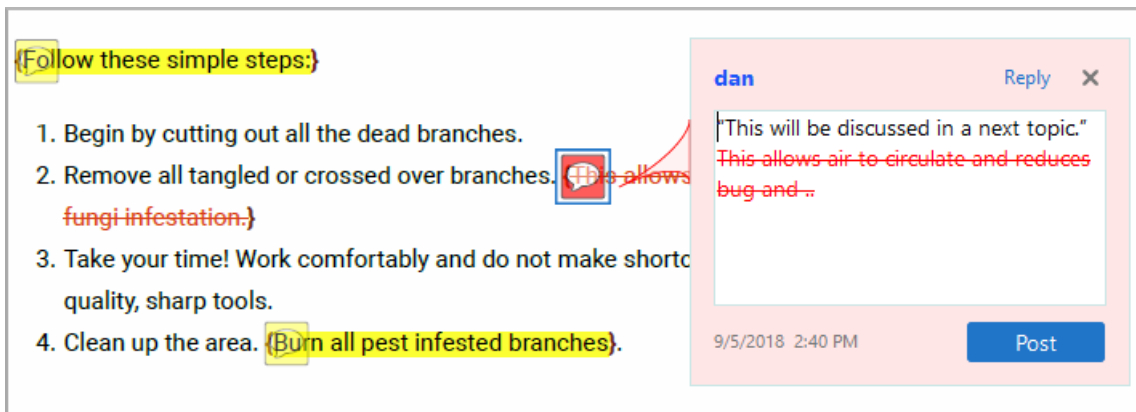 {Follow these simple steps:}
1. Begin by cutting out all the dead branches.
2. Remove all tangled or crossed over branches. {This allows
fungi infestation.}
3. Take your time! Work comfortably and do not make shortc
quality, sharp tools.
4. Clean up the area. {Burn all pest infested branches}.
dan
Reply
"This will be discussed in a next topic."
This allows air to circulate and reduces
bug and ..
9/5/2018 2:40 PM
Post